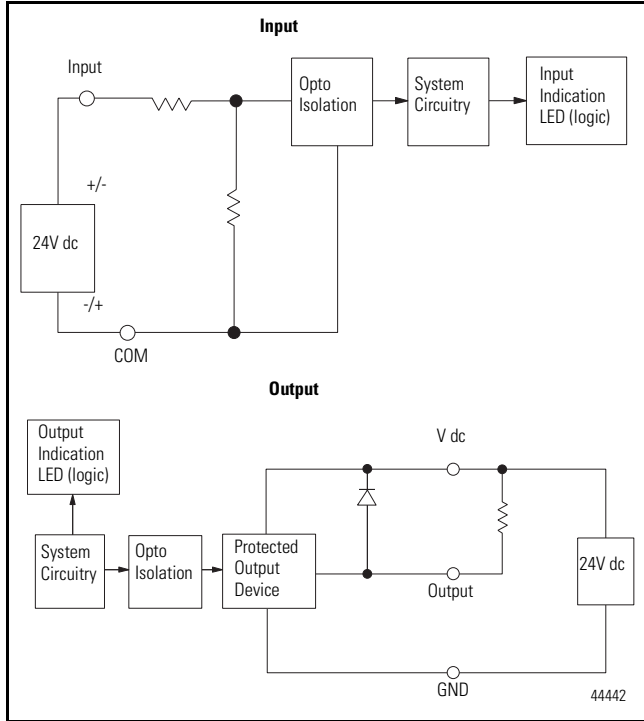 Input
Input
Opto
Isolation
System
Circuitry
Input
Indication
LED (logic)
+/-
24V dc
-/+
COM
Output
Output
Indication
LED (logic)
V dc
System
Circuitry
Opto
Isolation
Protected
Output
Device
Output
24V dc
GND
44442